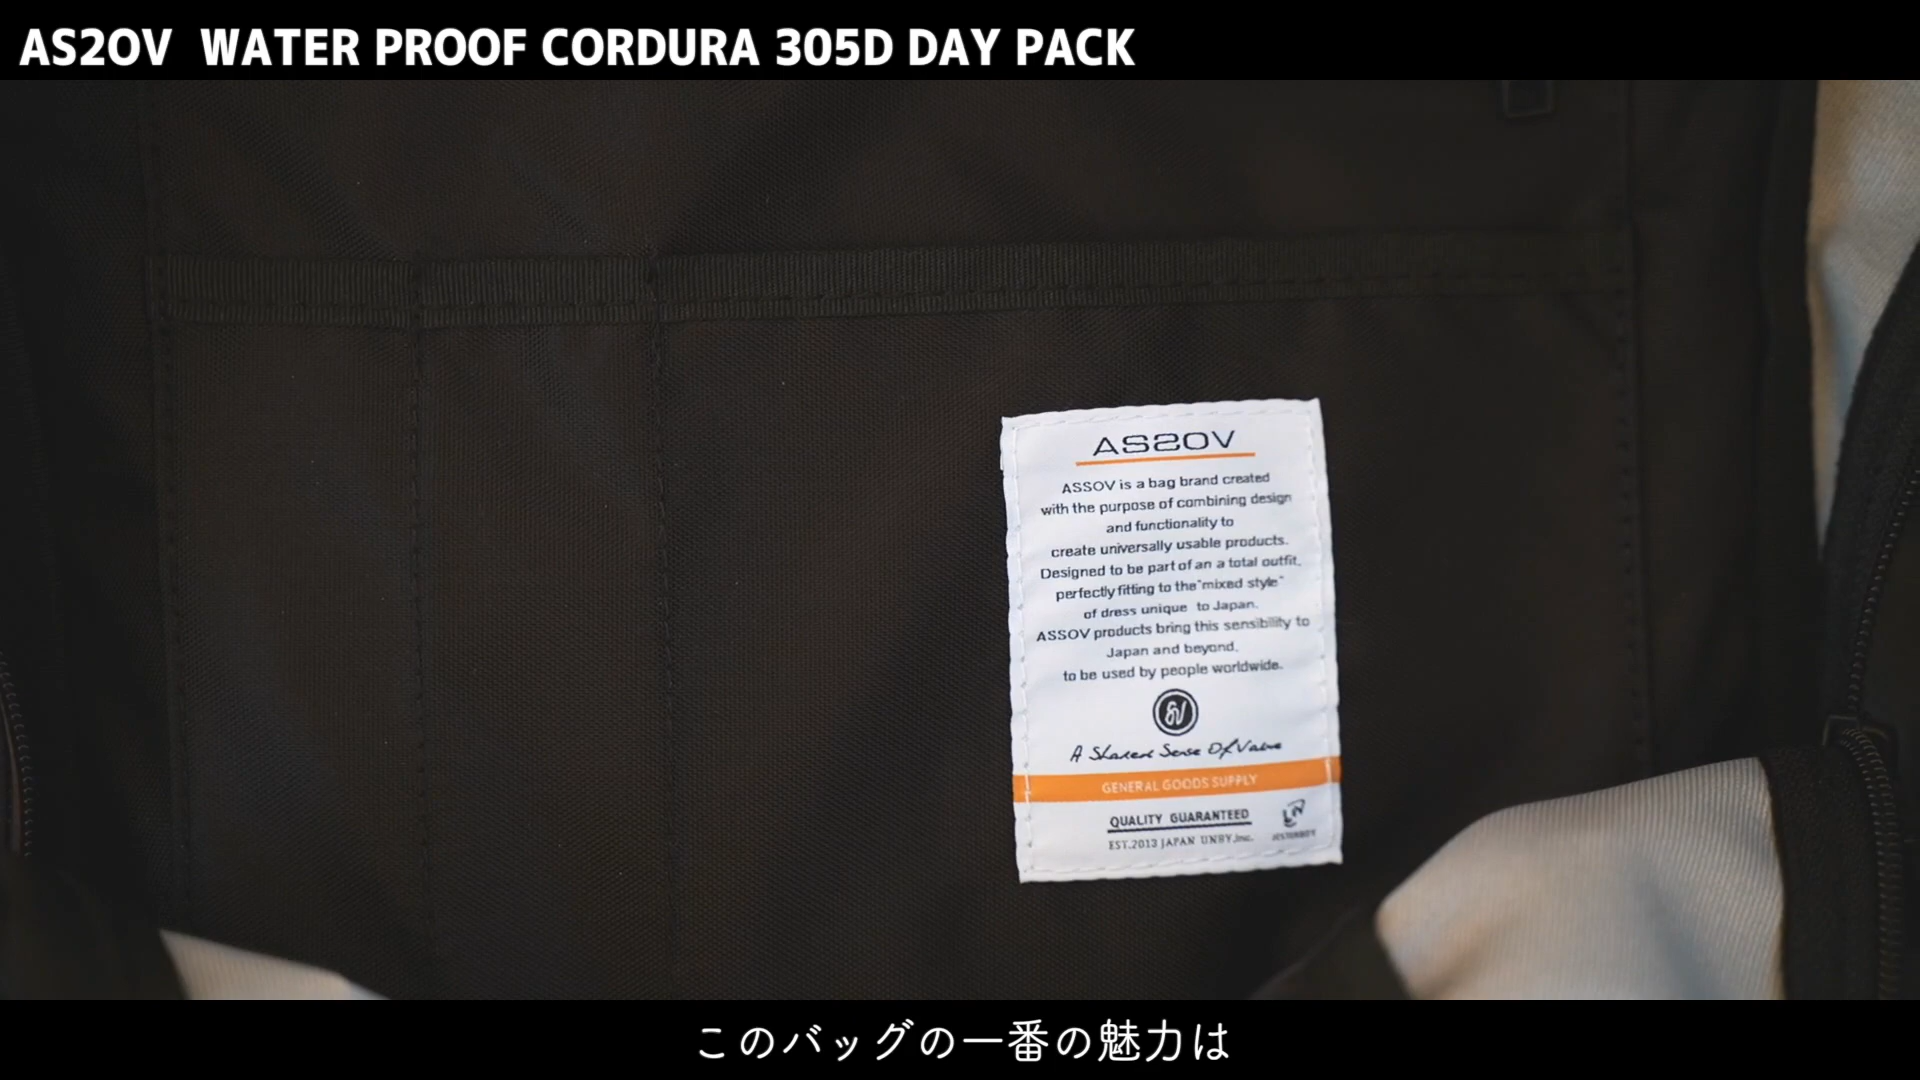 AS2OV WATER PROOF CORDURA 305D DAY PACK
AS2OV
ASSOV is a bag brand created
with the purpose of combining design
and functionality to
create universally usable products.
Designed to be part of an a total outfit,
perfectly fitting to the "mixed style"
of dress unique to Japan.
ASSOV products bring this sensibility to
Japan and beyond,
to be used by people worldwide.
A Shared Sense Of Value
GENERAL GOODS SUPPLY
QUALITY GUARANTEED
EST.2013 JAPAN UNBY.Inc.
このバッグの一番の魅力は